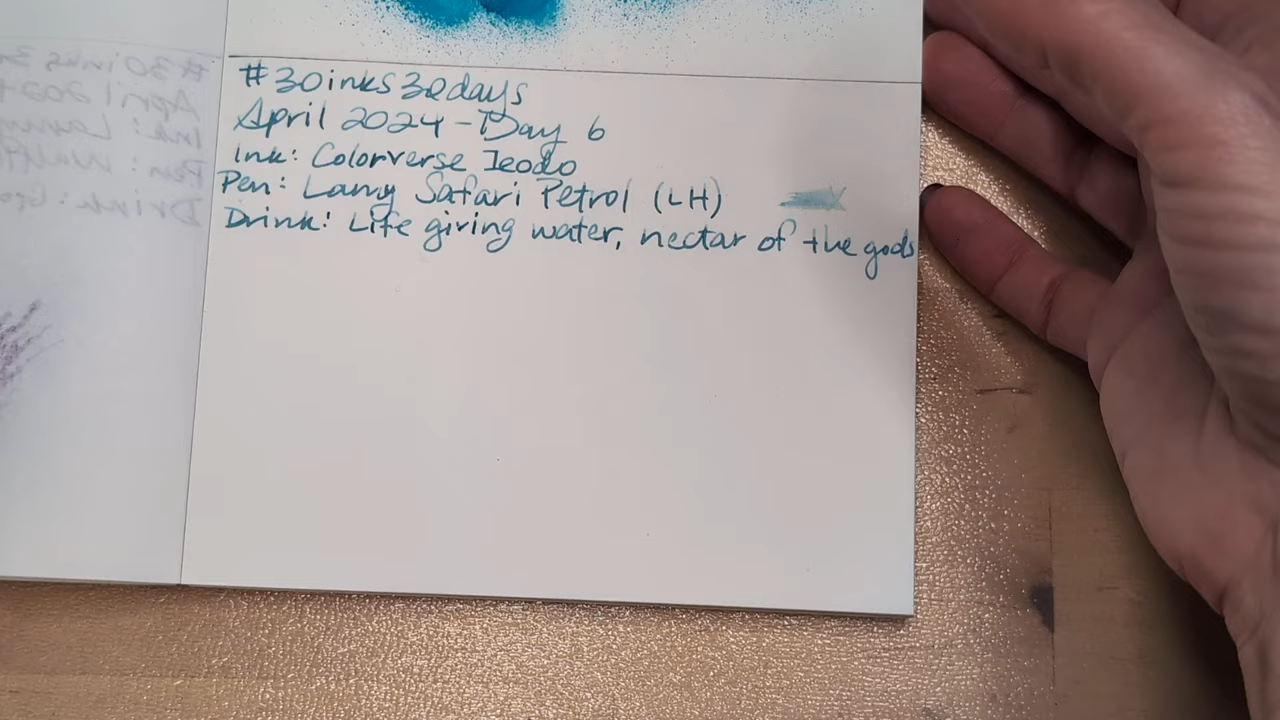 #30inks30days
April 2024 - Day 6
Ink: Colorverse Ieodo
Pen: Lamy Safari Petrol (LH)
Drink: Life giving water, nectar of the gods